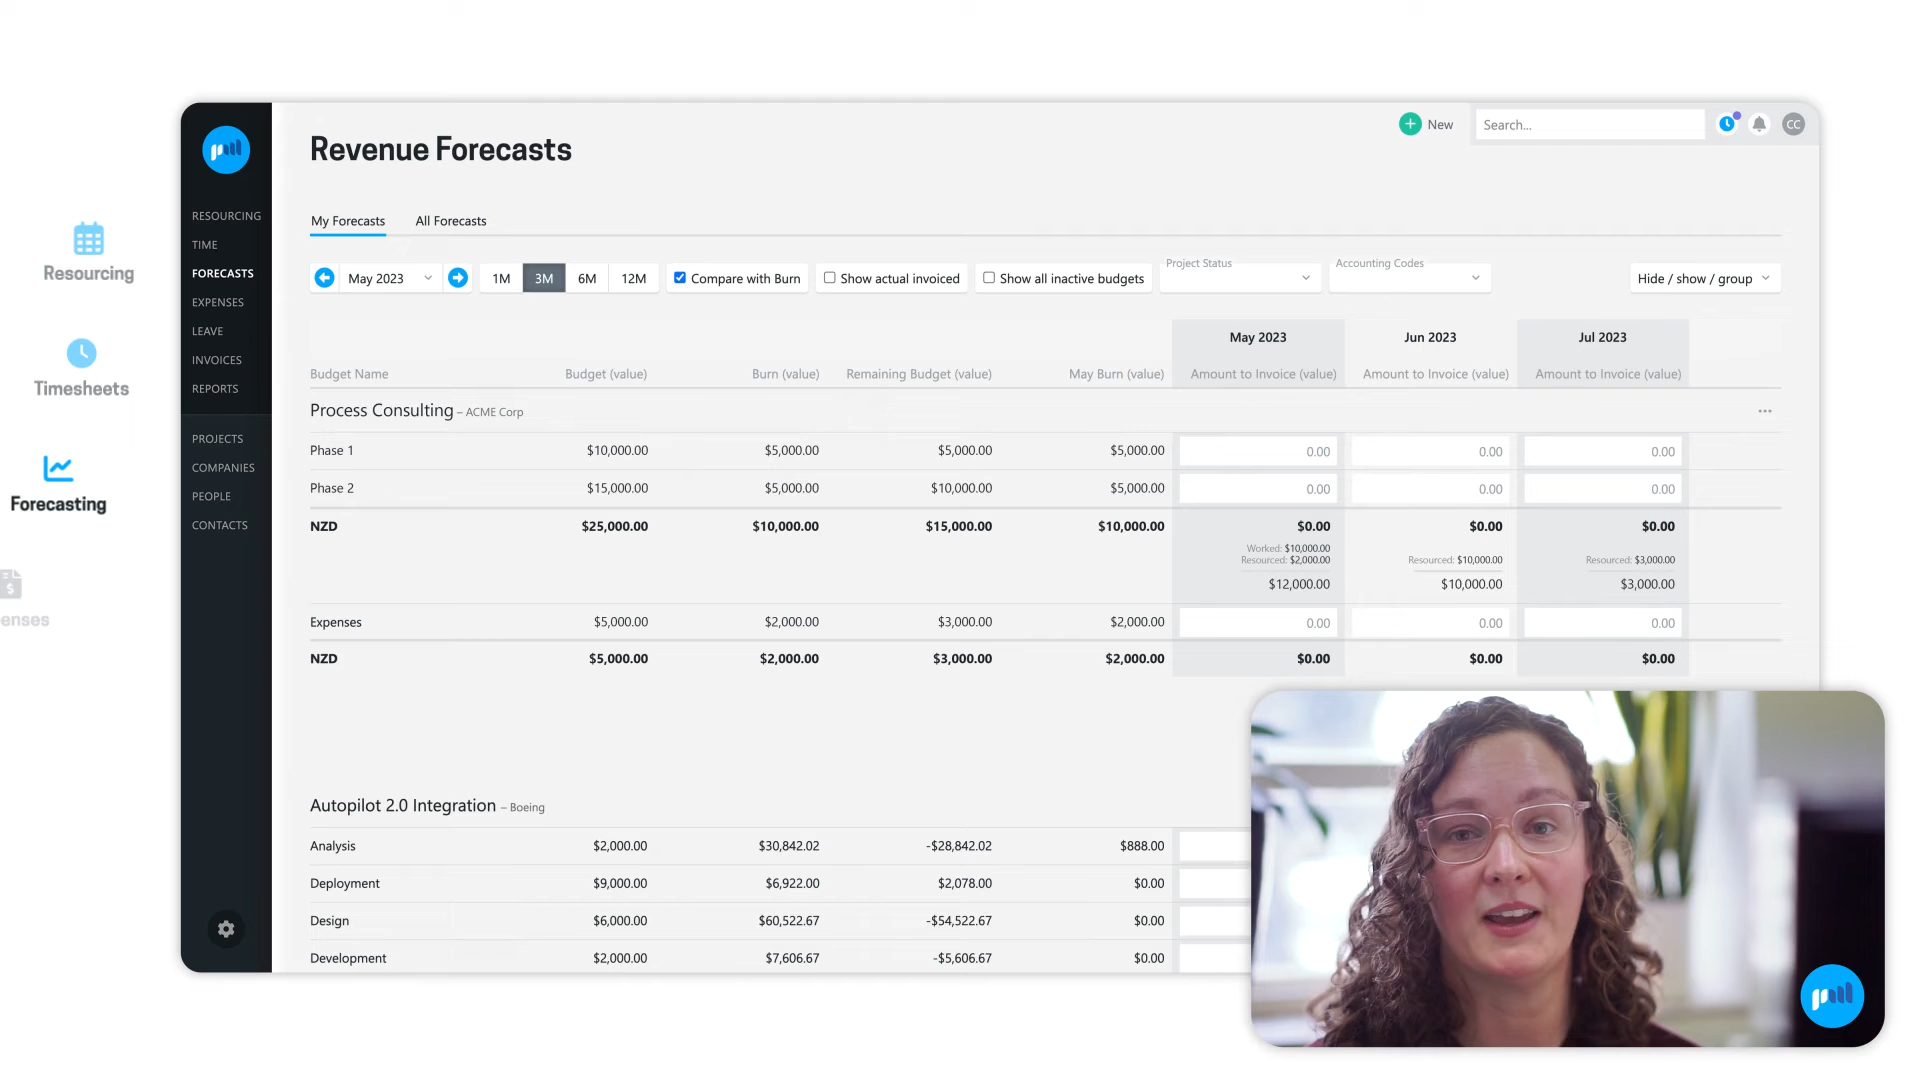 Resourcing
Timesheets
Forecasting
enses
RESOURCING
TIME
FORECASTS
EXPENSES
LEAVE
INVOICES
REPORTS
PROJECTS
COMPANIES
PEOPLE
CONTACTS
Revenue Forecasts
New
Search...
CC
My Forecasts All Forecasts
May 2023 1M 3M 6M 12M Compare with Burn Show actual invoiced Show all inactive budgets Project Status Accounting Codes Hide / show / group
May 2023 Jun 2023 Jul 2023
Budget Name Budget (value) Burn (value) Remaining Budget (value) May Burn (value) Amount to Invoice (value) Amount to Invoice (value) Amount to Invoice (value)
Process Consulting – ACME Corp
Phase 1 $10,000.00 $5,000.00 $5,000.00 $5,000.00 0.00 0.00 0.00
Phase 2 $15,000.00 $5,000.00 $10,000.00 $5,000.00 0.00 0.00 0.00
NZD $25,000.00 $10,000.00 $15,000.00 $10,000.00 $0.00 $0.00 $0.00
Worked: $10,000.00
Resourced: $2,000.00 Resourced: $10,000.00 Resourced: $3,000.00
$12,000.00 $10,000.00 $3,000.00
Expenses $5,000.00 $2,000.00 $3,000.00 $2,000.00 0.00 0.00 0.00
NZD $5,000.00 $2,000.00 $3,000.00 $2,000.00 $0.00 $0.00 $0.00
Autopilot 2.0 Integration – Boeing
Analysis $2,000.00 $30,842.02 -$28,842.02 $888.00
Deployment $9,000.00 $6,922.00 $2,078.00 $0.00
Design $6,000.00 $60,522.67 -$54,522.67 $0.00
Development $2,000.00 $7,606.67 -$5,606.67 $0.00